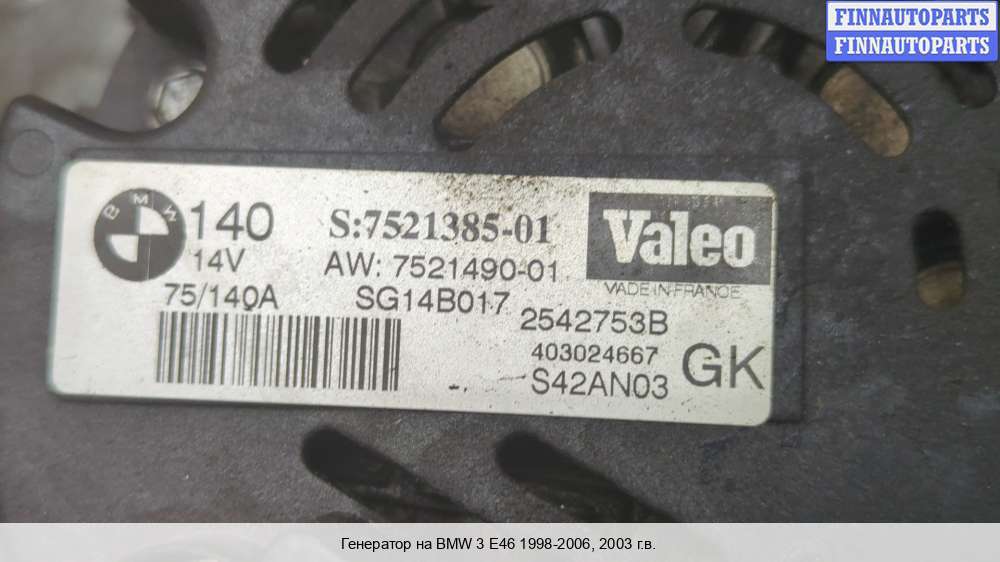 FINNAUTOPARTS
FINNAUTOPARTS
BMW
140
S:7521385-01
Valeo
14V
AW: 7521490-01
MADE IN FRANCE
75/140A
SG14B017
2542753B
403024667
GK
S42AN03
Генератор на BMW 3 E46 1998-2006, 2003 г.в.